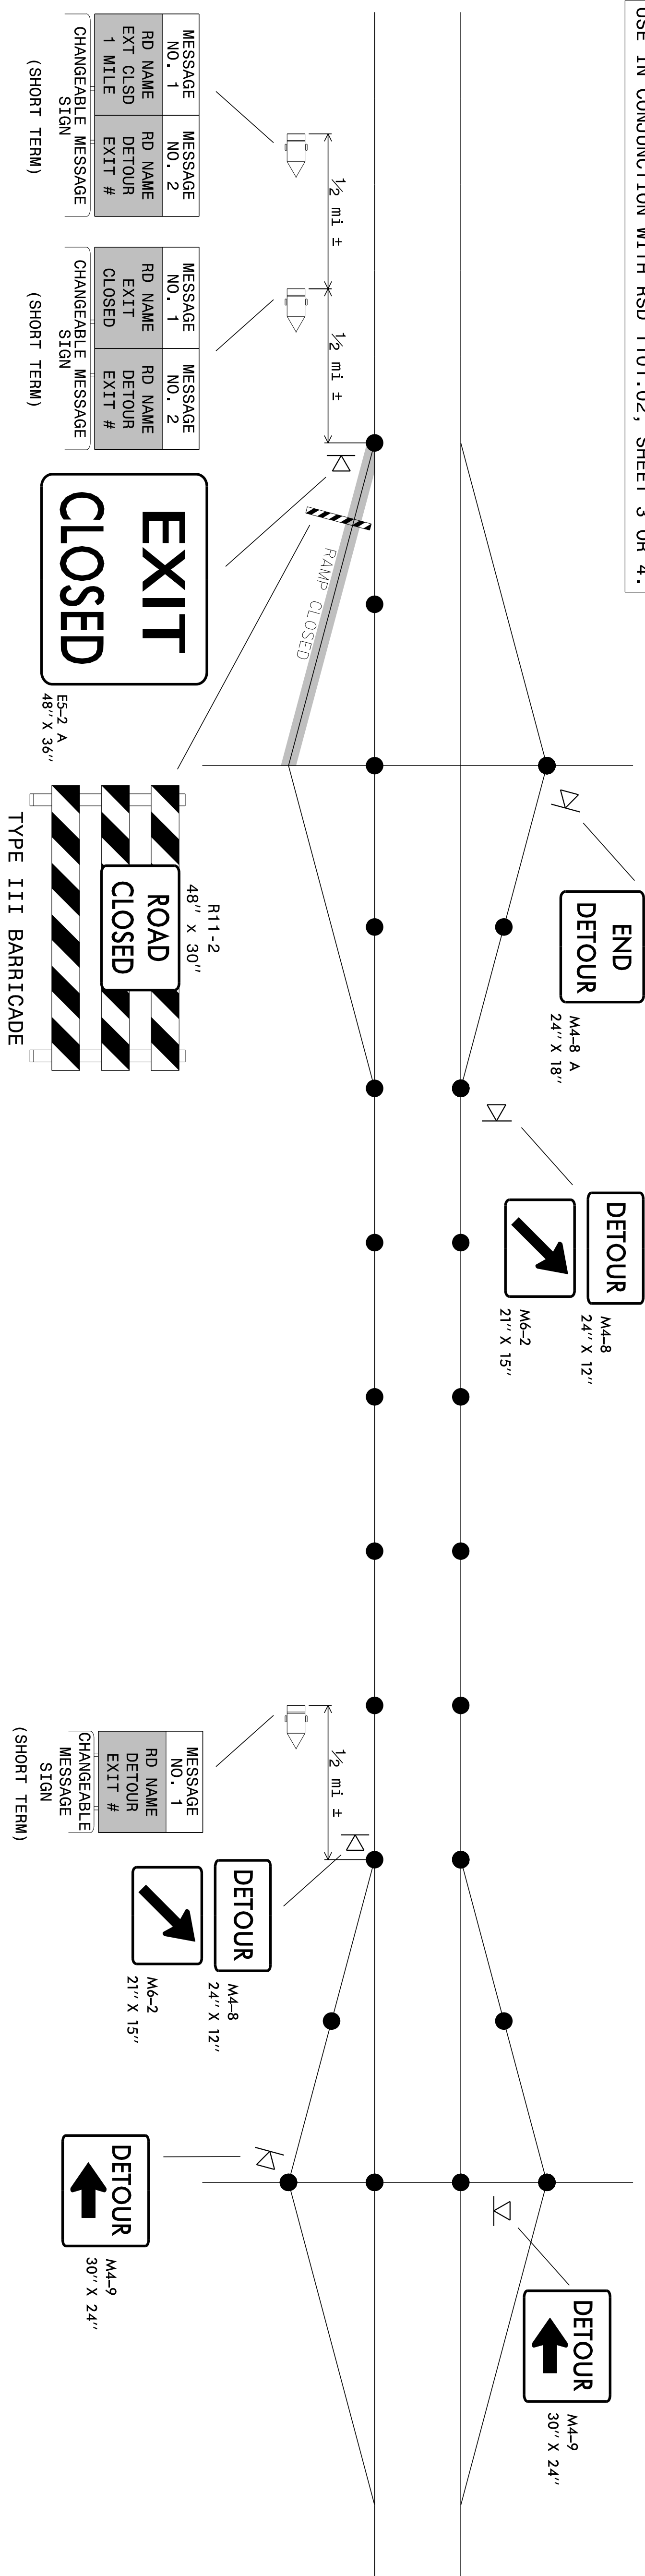 USE IN CONJUNCTION WITH RSD 1101.02, SHEET 3 OR 4.
MESSAGE
NO. 1
MESSAGE
NO. 2
RD NAME
EXT CLSD
1 MILE
RD NAME
DETOUR
EXIT #
CHANGEABLE MESSAGE
SIGN
(SHORT TERM)
½ mi ±
½ mi ±
MESSAGE
NO. 1
MESSAGE
NO. 2
RD NAME
EXIT
CLOSED
RD NAME
DETOUR
EXIT #
CHANGEABLE MESSAGE
SIGN
(SHORT TERM)
EXIT
CLOSED
E5-2 A
48" X 36"
RAMP CLOSED
R11-2
48" x 30"
ROAD
CLOSED
TYPE III BARRICADE
END
DETOUR
M4-8 A
24" X 18"
DETOUR
M4-8
24" X 12"
M6-2
21" X 15"
½ mi ±
MESSAGE
NO. 1
RD NAME
DETOUR
EXIT #
CHANGEABLE
MESSAGE
SIGN
(SHORT TERM)
DETOUR
M4-8
24" X 12"
M6-2
21" X 15"
DETOUR
M4-9
30" X 24"
DETOUR
M4-9
30" X 24"